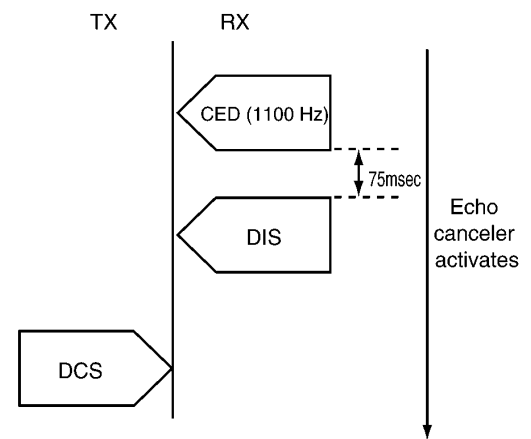 TX RX
CED (1100 Hz)
75msec
DIS
Echo
canceler
activates
DCS